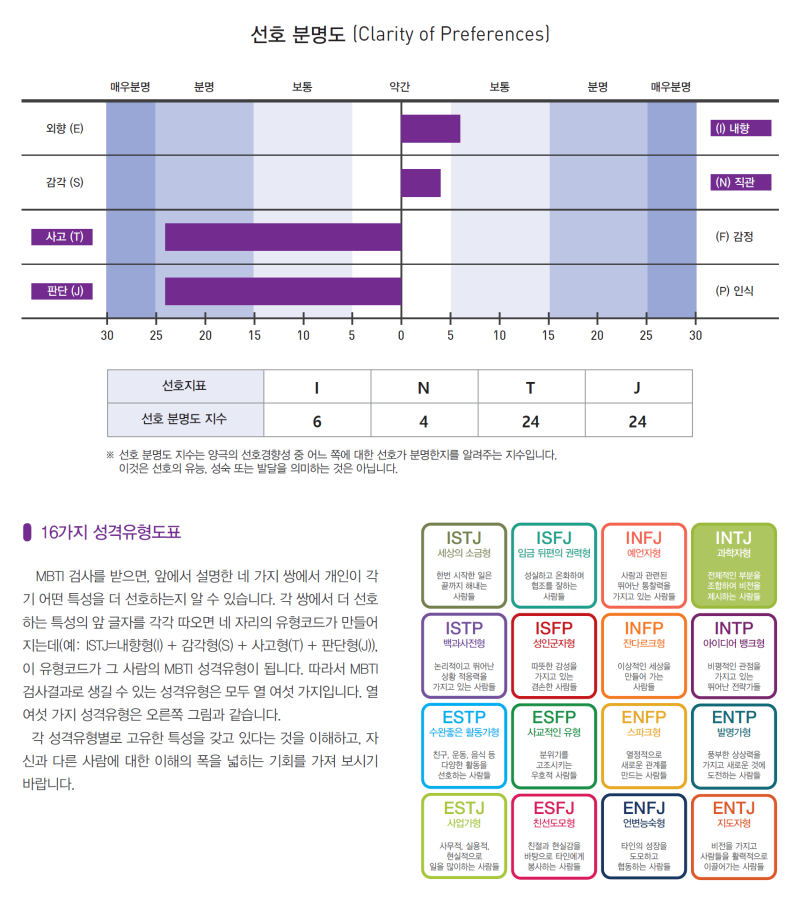 선호 분명도 (Clarity of Preferences)
매우분명 분명 보통 약간 보통 분명 매우분명
외향 (E) (I) 내향
감각 (S) (N) 직관
사고 (T) (F) 감정
판단 (J) (P) 인식
30 25 20 15 10 5 0 5 10 15 20 25 30
선호지표 I N T J
선호 분명도 지수 6 4 24 24
※ 선호 분명도 지수는 양극의 선호경향성 중 어느 쪽에 대한 선호가 분명한지를 알려주는 지수입니다.
이것은 선호의 유능, 성숙 또는 발달을 의미하는 것은 아닙니다.
16가지 성격유형도표
MBTI 검사를 받으면, 앞에서 설명한 네 가지 쌍에서 개인이 각
기 어떤 특성을 더 선호하는지 알 수 있습니다. 각 쌍에서 더 선호
하는 특성의 앞 글자를 각각 따오면 네 자리의 유형코드가 만들어
지는데(예: ISTJ=내향형(I) + 감각형(S) + 사고형(T) + 판단형(J)),
이 유형코드가 그 사람의 MBTI 성격유형이 됩니다. 따라서 MBTI
검사결과로 생길 수 있는 성격유형은 모두 열 여섯 가지입니다. 열
여섯 가지 성격유형은 오른쪽 그림과 같습니다.
각 성격유형별로 고유한 특성을 갖고 있다는 것을 이해하고, 자
신과 다른 사람에 대한 이해의 폭을 넓히는 기회를 가져 보시기
바랍니다.
ISTJ
세상의 소금형
한번 시작한 일은
끝까지 해내는
사람들
ISFJ
임금 뒤편의 권력형
성실하고 온화하며
협조를 잘하는
사람들
INFJ
예언자형
사람과 관련된
뛰어난 통찰력을
가지고 있는 사람들
INTJ
과학자형
전체적인 부분을
조합하여 비전을
제시하는 사람들
ISTP
백과사전형
논리적이고 뛰어난
상황 적응력을
가지고 있는 사람들
ISFP
성인군자형
따뜻한 감성을
가지고 있는
겸손한 사람들
INFP
잔다르크형
이상적인 세상을
만들어 가는
사람들
INTP
아이디어 뱅크형
비평적인 관점을
가지고 있는
뛰어난 전략가들
ESTP
수완좋은 활동가형
친구, 운동, 음식 등
다양한 활동을
선호하는 사람들
ESFP
사교적인 유형
분위기를
고조시키는
우호적 사람들
ENFP
스파크형
열정적으로
새로운 관계를
만드는 사람들
ENTP
발명가형
풍부한 상상력을
가지고 새로운 것에
도전하는 사람들
ESTJ
사업가형
사무적, 실용적,
현실적으로
일을 많이하는 사람들
ESFJ
친선도모형
친절과 현실감을
바탕으로 타인에게
봉사하는 사람들
ENFJ
언변능숙형
타인의 성장을
도모하고
협동하는 사람들
ENTJ
지도자형
비전을 가지고
사람들을 활력적으로
이끌어가는 사람들